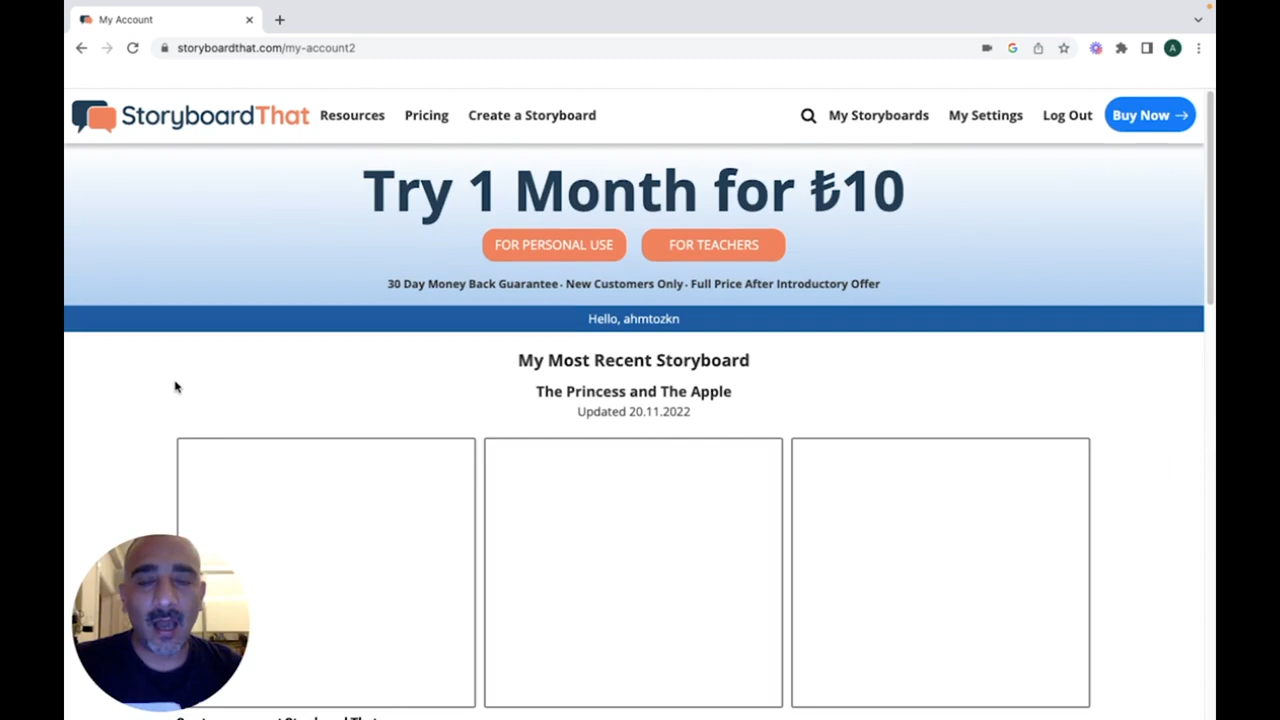 My Account
storyboardthat.com/my-account2
A
StoryboardThat Resources Pricing Create a Storyboard My Storyboards My Settings Log Out Buy Now →
Try 1 Month for ₺10
FOR PERSONAL USE FOR TEACHERS
30 Day Money Back Guarantee - New Customers Only - Full Price After Introductory Offer
Hello, ahmtozkn
My Most Recent Storyboard
The Princess and The Apple
Updated 20.11.2022